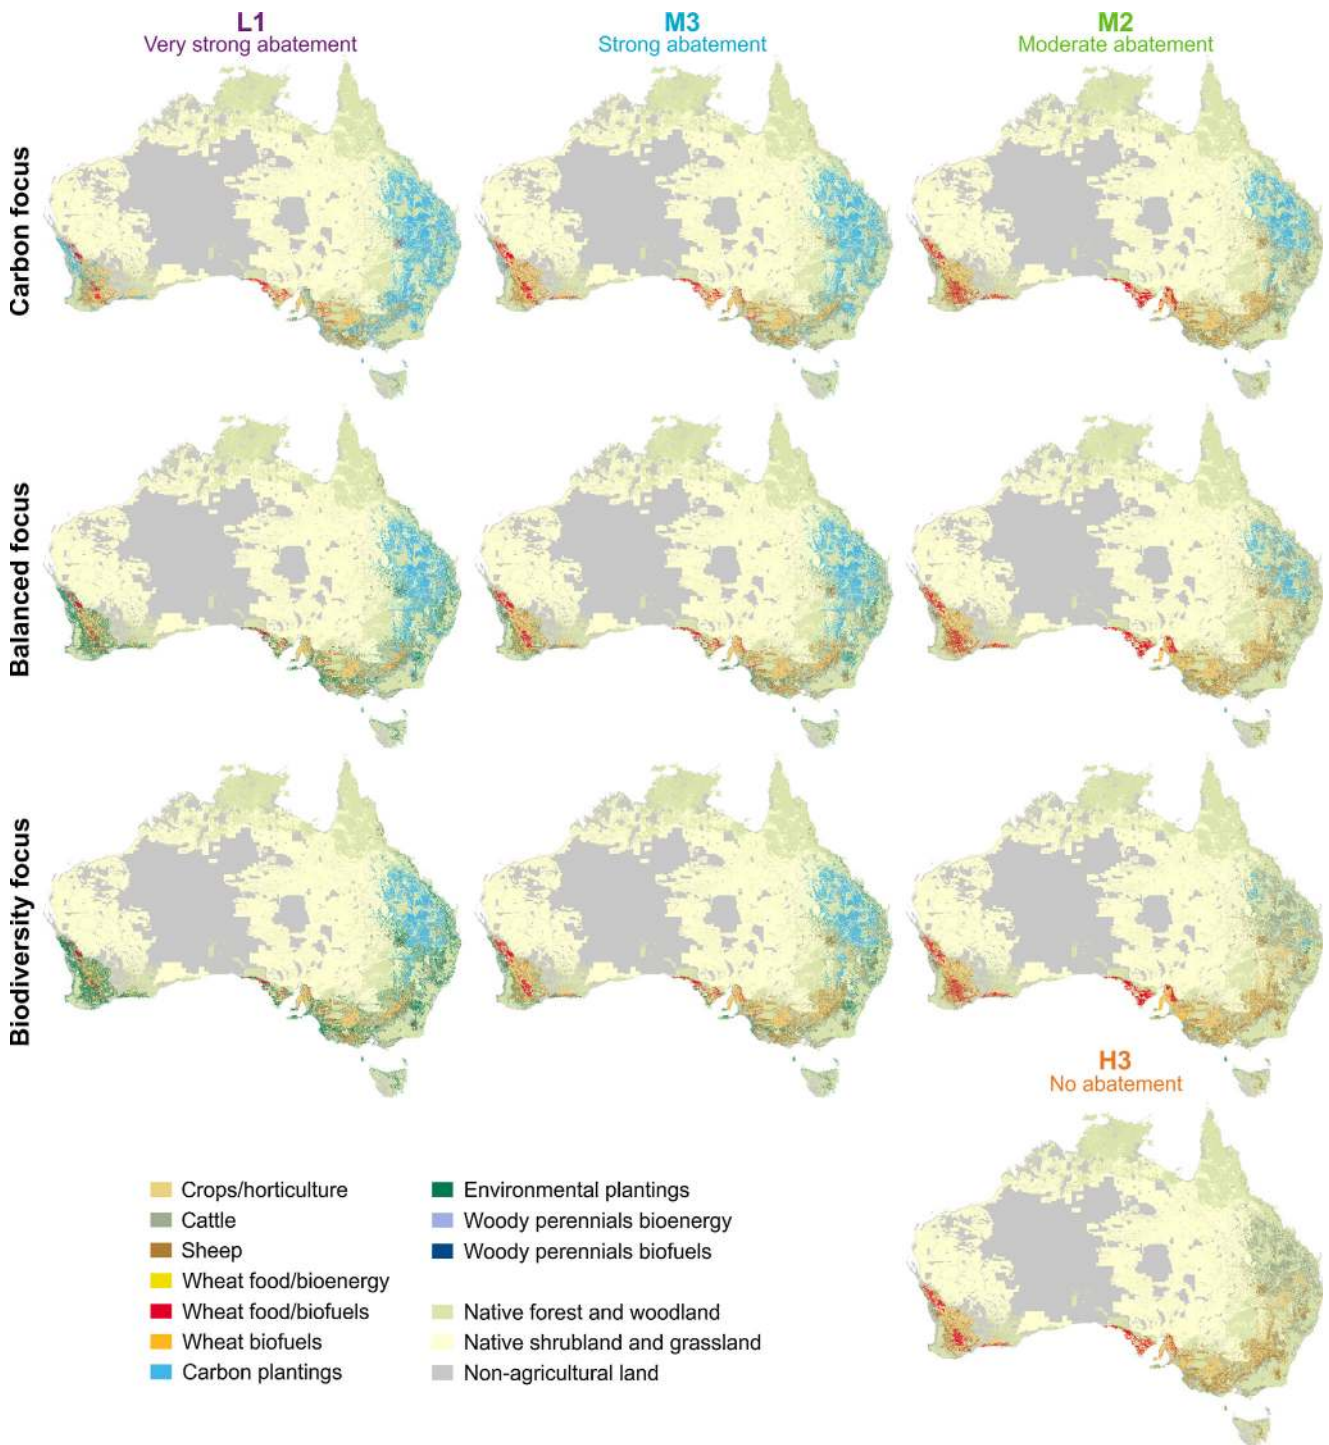 L1
Very strong abatement
M3
Strong abatement
M2
Moderate abatement
Carbon focus
Balanced focus
Biodiversity focus
H3
No abatement
Crops/horticulture
Cattle
Sheep
Wheat food/bioenergy
Wheat food/biofuels
Wheat biofuels
Carbon plantings
Environmental plantings
Woody perennials bioenergy
Woody perennials biofuels
Native forest and woodland
Native shrubland and grassland
Non-agricultural land